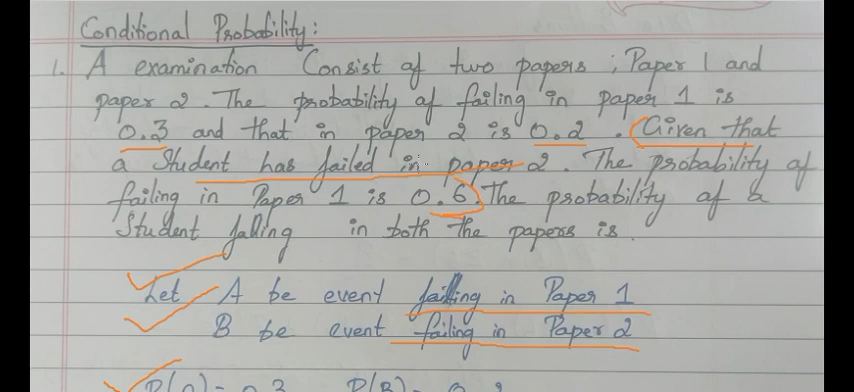 Conditional Probability:
1. A examination Consist of two papers, Paper 1 and
paper 2. The probability of failing in paper 1 is
0.3 and that in paper 2 is 0.2. Given that
a Student has failed in paper 2. The probability of
failing in Paper 1 is 0.6. The probability of a
Student failing in both the papers is.
Let A be event failing in Paper 1
B be event failing in Paper 2